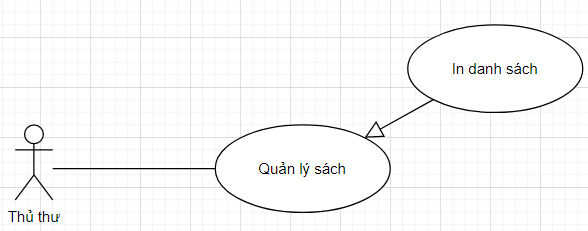 In danh sách
Quản lý sách
Thủ thư